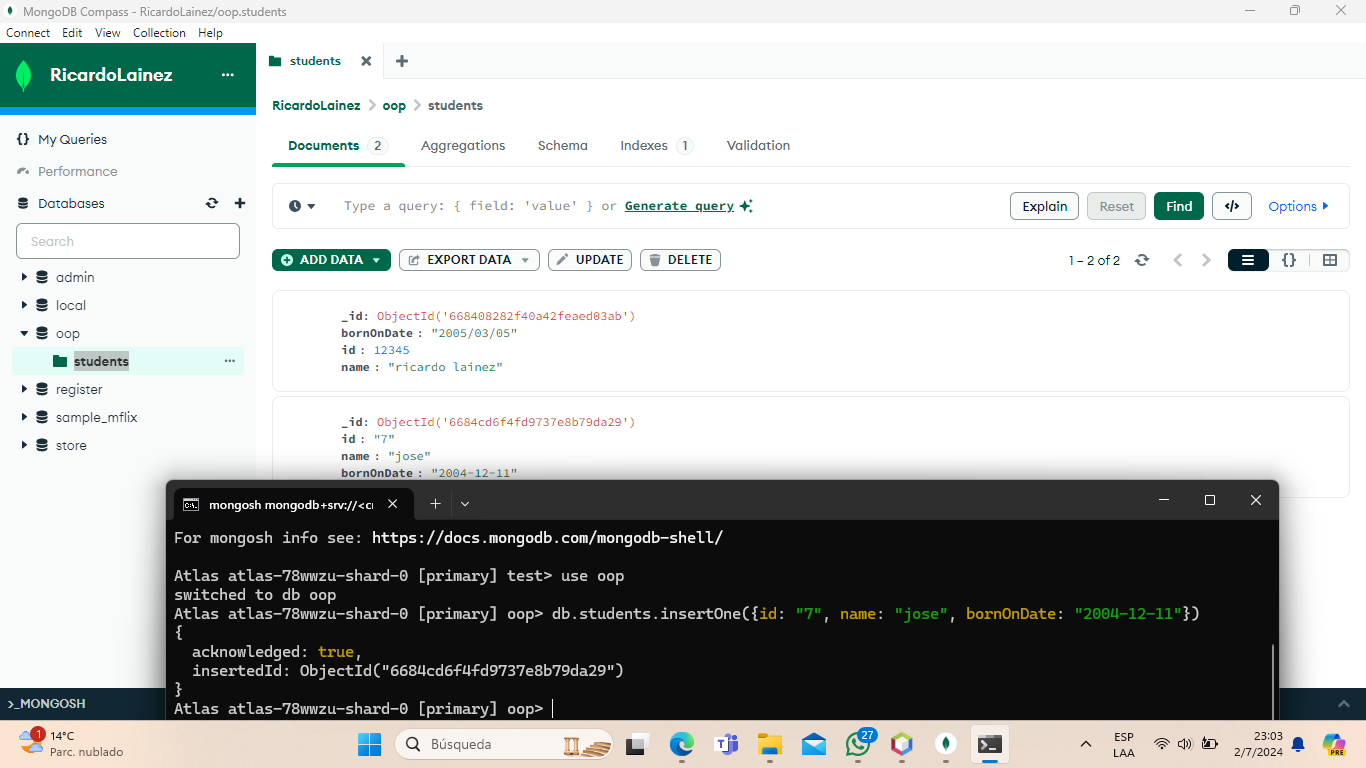 MongoDB Compass - RicardoLainez/oop.students
Connect Edit View Collection Help
RicardoLainez ...
students
RicardoLainez > oop > students
{} My Queries
Performance
Databases
Search
admin
local
oop
students ...
register
sample_mflix
store
Documents 2 Aggregations Schema Indexes 1 Validation
Type a query: { field: 'value' } or Generate query
Explain Reset Find </> Options
ADD DATA EXPORT DATA UPDATE DELETE
1 – 2 of 2 {}
_id: ObjectId('668408282f40a42feaed03ab')
bornOnDate : "2005/03/05"
id : 12345
name : "ricardo lainez"
_id: ObjectId('6684cd6f4fd9737e8b79da29')
id : "7"
name : "jose"
bornOnDate : "2004-12-11"
mongosh mongodb+srv://<cr
For mongosh info see: https://docs.mongodb.com/mongodb-shell/
Atlas atlas-78wwzu-shard-0 [primary] test> use oop
switched to db oop
Atlas atlas-78wwzu-shard-0 [primary] oop> db.students.insertOne({id: "7", name: "jose", bornOnDate: "2004-12-11"})
{
acknowledged: true,
insertedId: ObjectId("6684cd6f4fd9737e8b79da29")
}
Atlas atlas-78wwzu-shard-0 [primary] oop>
>_MONGOSH
1
14°C
Parc. nublado
Búsqueda
27
ESP
LAA
23:03
2/7/2024
PRE